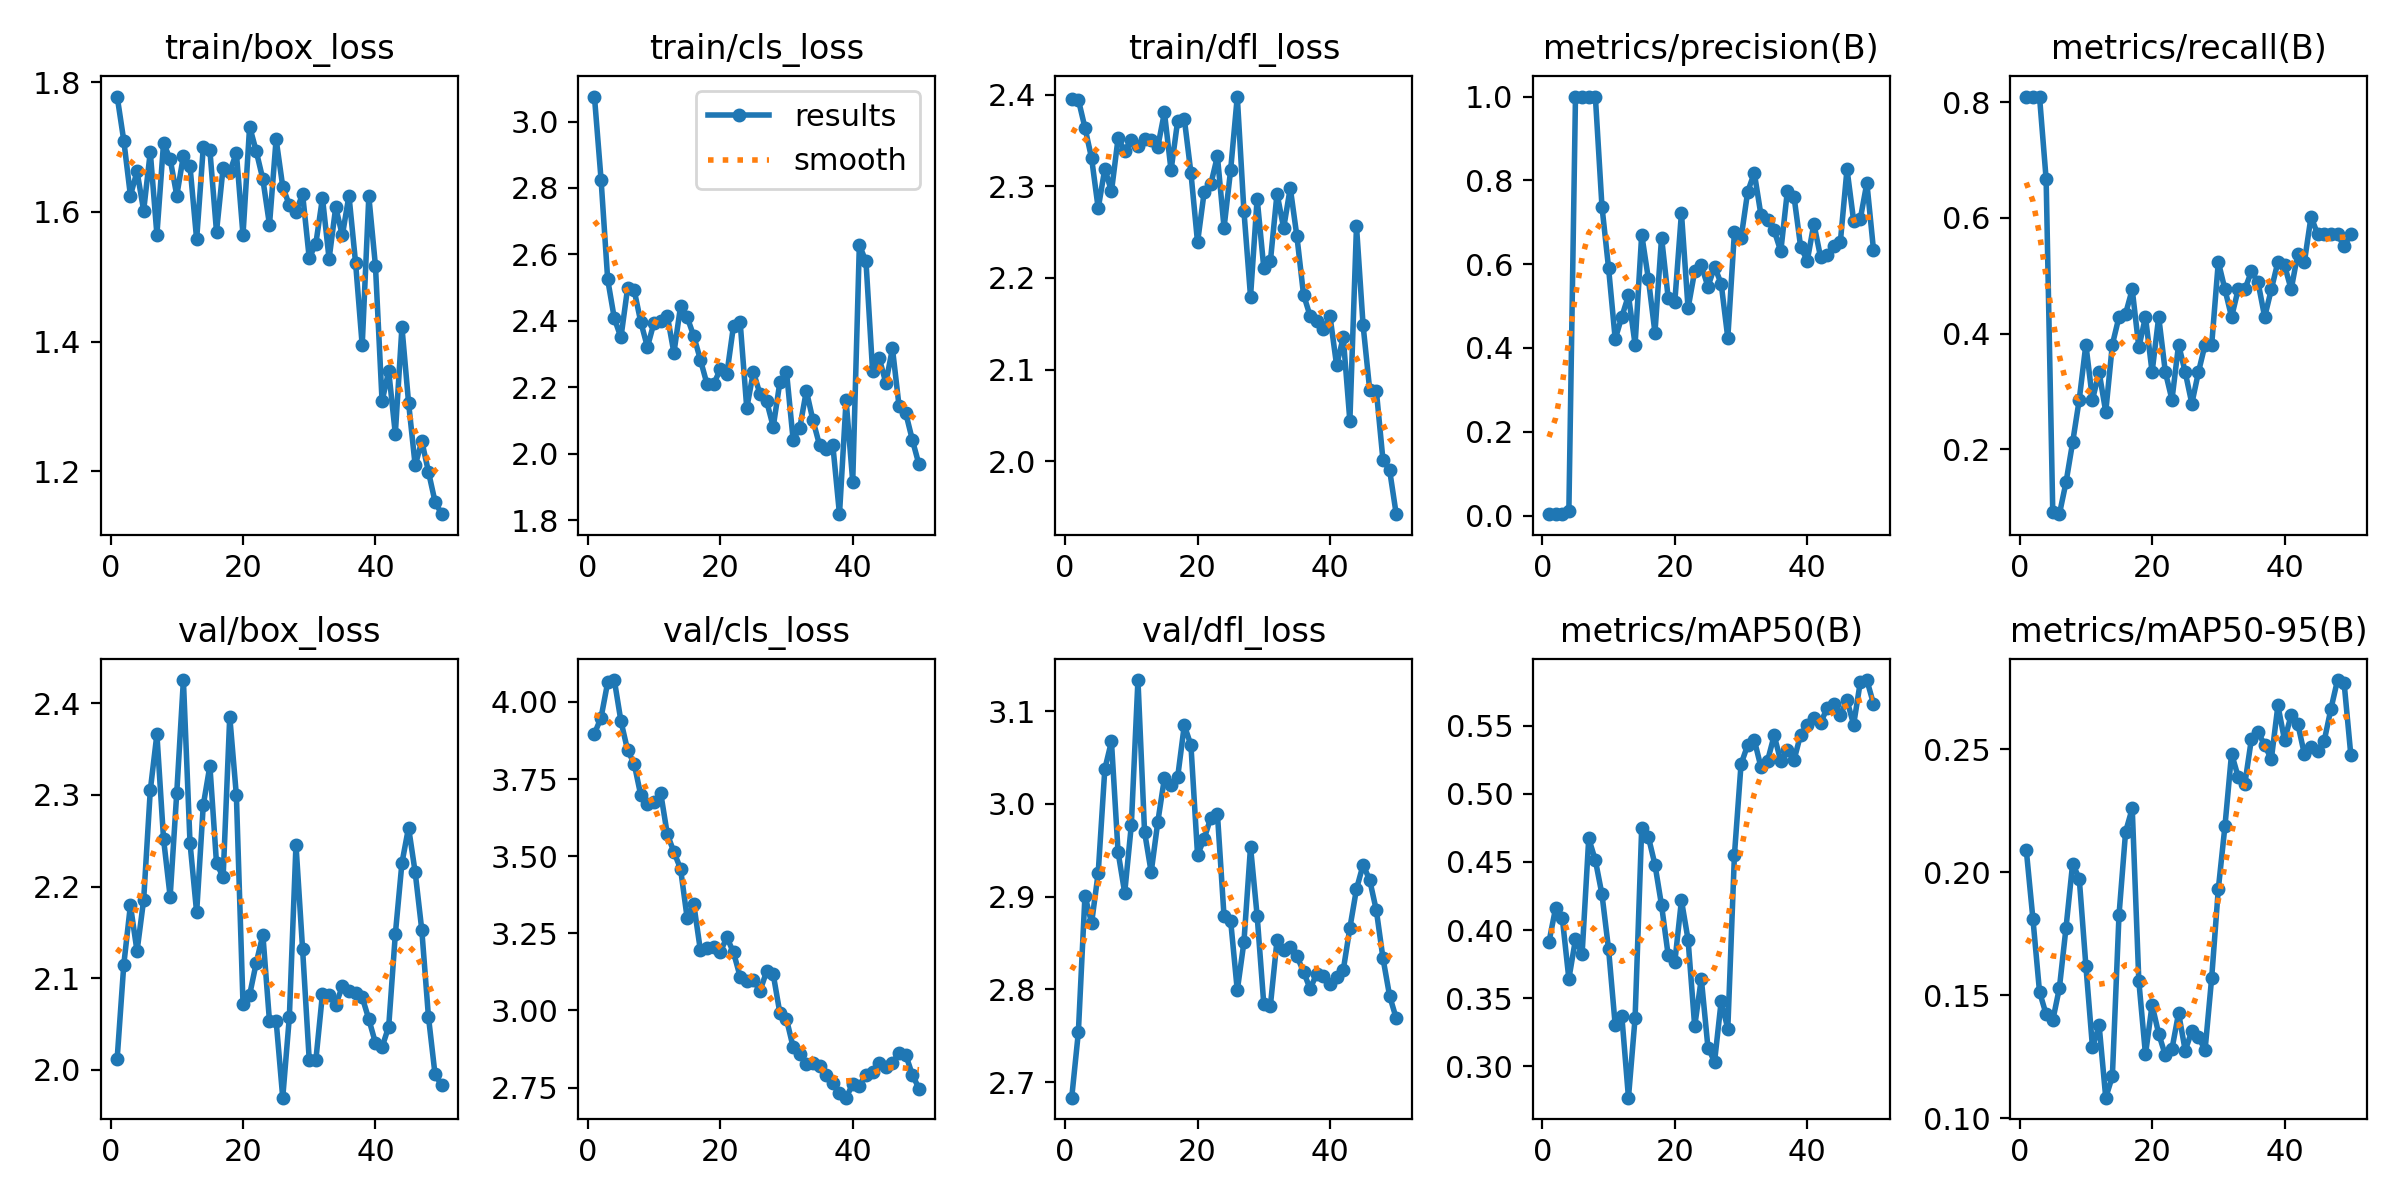 train/box_loss
1.8
1.6
1.4
1.2
0 20 40
train/cls_loss
results
smooth
3.0
2.8
2.6
2.4
2.2
2.0
1.8
0 20 40
train/dfl_loss
2.4
2.3
2.2
2.1
2.0
0 20 40
metrics/precision(B)
1.0
0.8
0.6
0.4
0.2
0.0
0 20 40
metrics/recall(B)
0.8
0.6
0.4
0.2
0 20 40
val/box_loss
2.4
2.3
2.2
2.1
2.0
0 20 40
val/cls_loss
4.00
3.75
3.50
3.25
3.00
2.75
0 20 40
val/dfl_loss
3.1
3.0
2.9
2.8
2.7
0 20 40
metrics/mAP50(B)
0.55
0.50
0.45
0.40
0.35
0.30
0 20 40
metrics/mAP50-95(B)
0.25
0.20
0.15
0.10
0 20 40